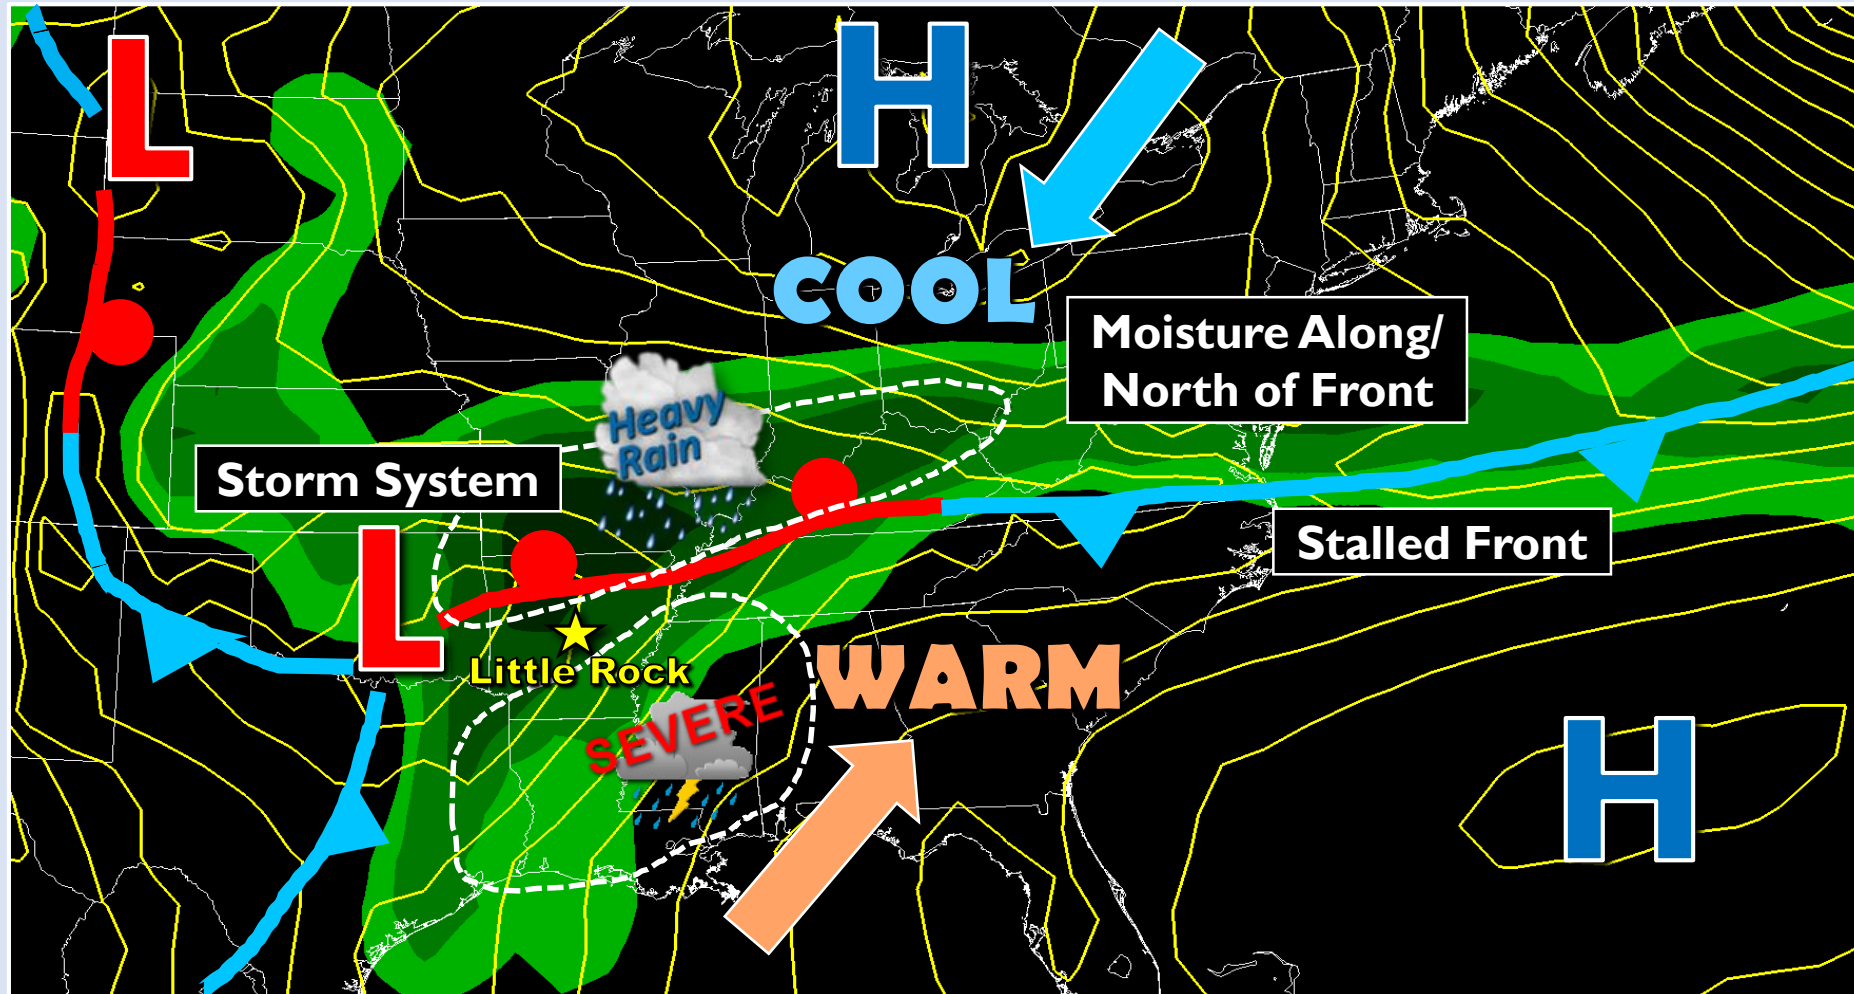 L
H
COOL
Moisture Along/
North of Front
Heavy
Rain
Storm System
Stalled Front
L
Little Rock
WARM
SEVERE
H